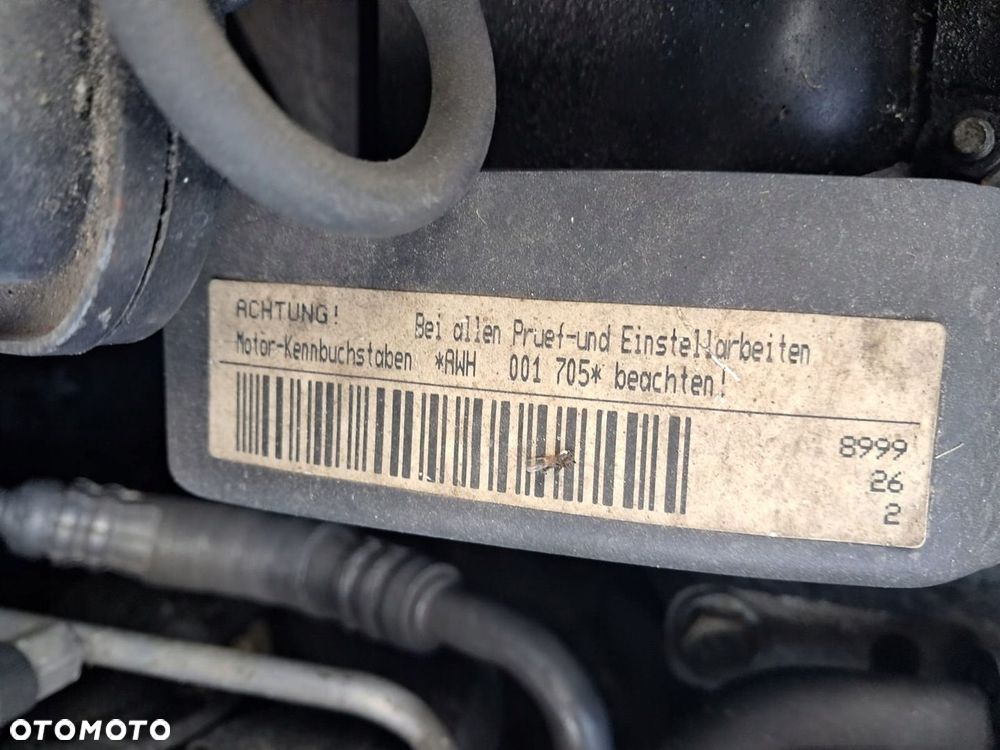 ACHTUNG!
Bei allen Pruef-und Einstellarbeiten
Motor-Kennbuchstaben *AWH 001 705* beachten!
8999
26
2
OTOMOTO